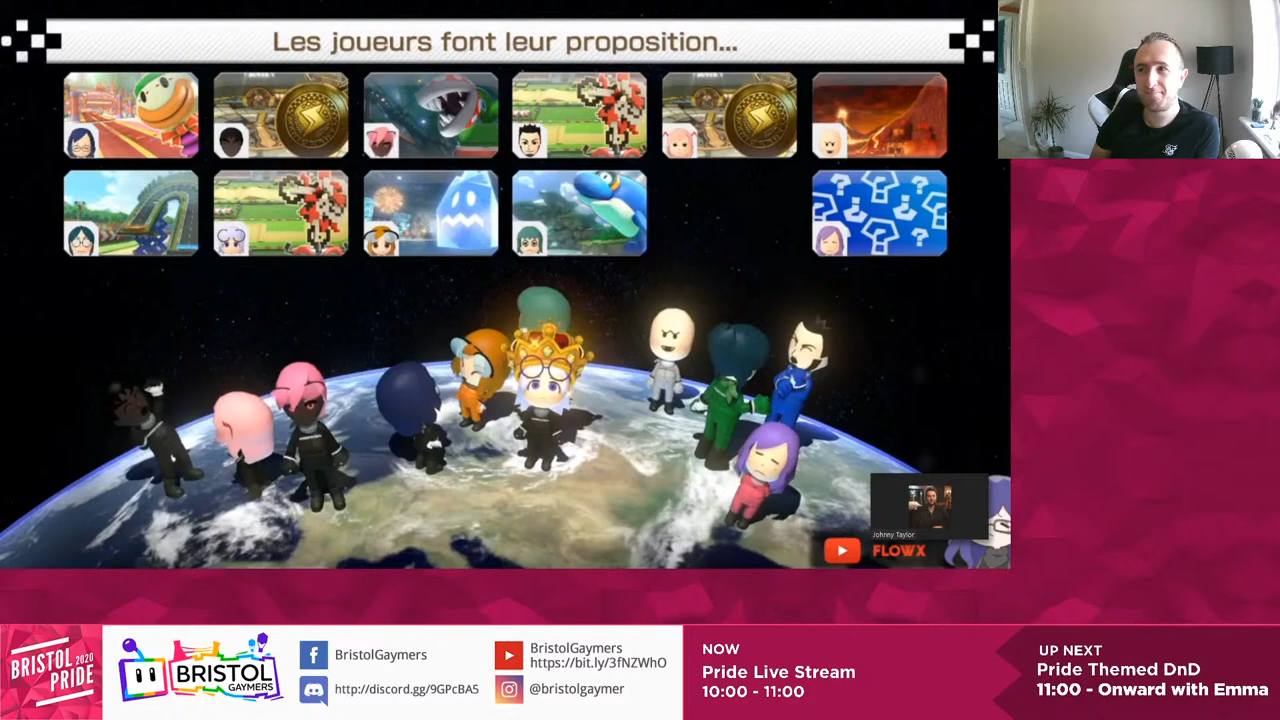 Les joueurs font leur proposition...
Johnny Taylor
FLOWX
BRISTOL 2020
PRIDE
BRISTOL
GAYMERS
BristolGaymers
http://discord.gg/9GPcBA5
BristolGaymers
https://bit.ly/3fNZWhO
@bristolgaymer
NOW
Pride Live Stream
10:00 - 11:00
UP NEXT
Pride Themed DnD
11:00 - Onward with Emma